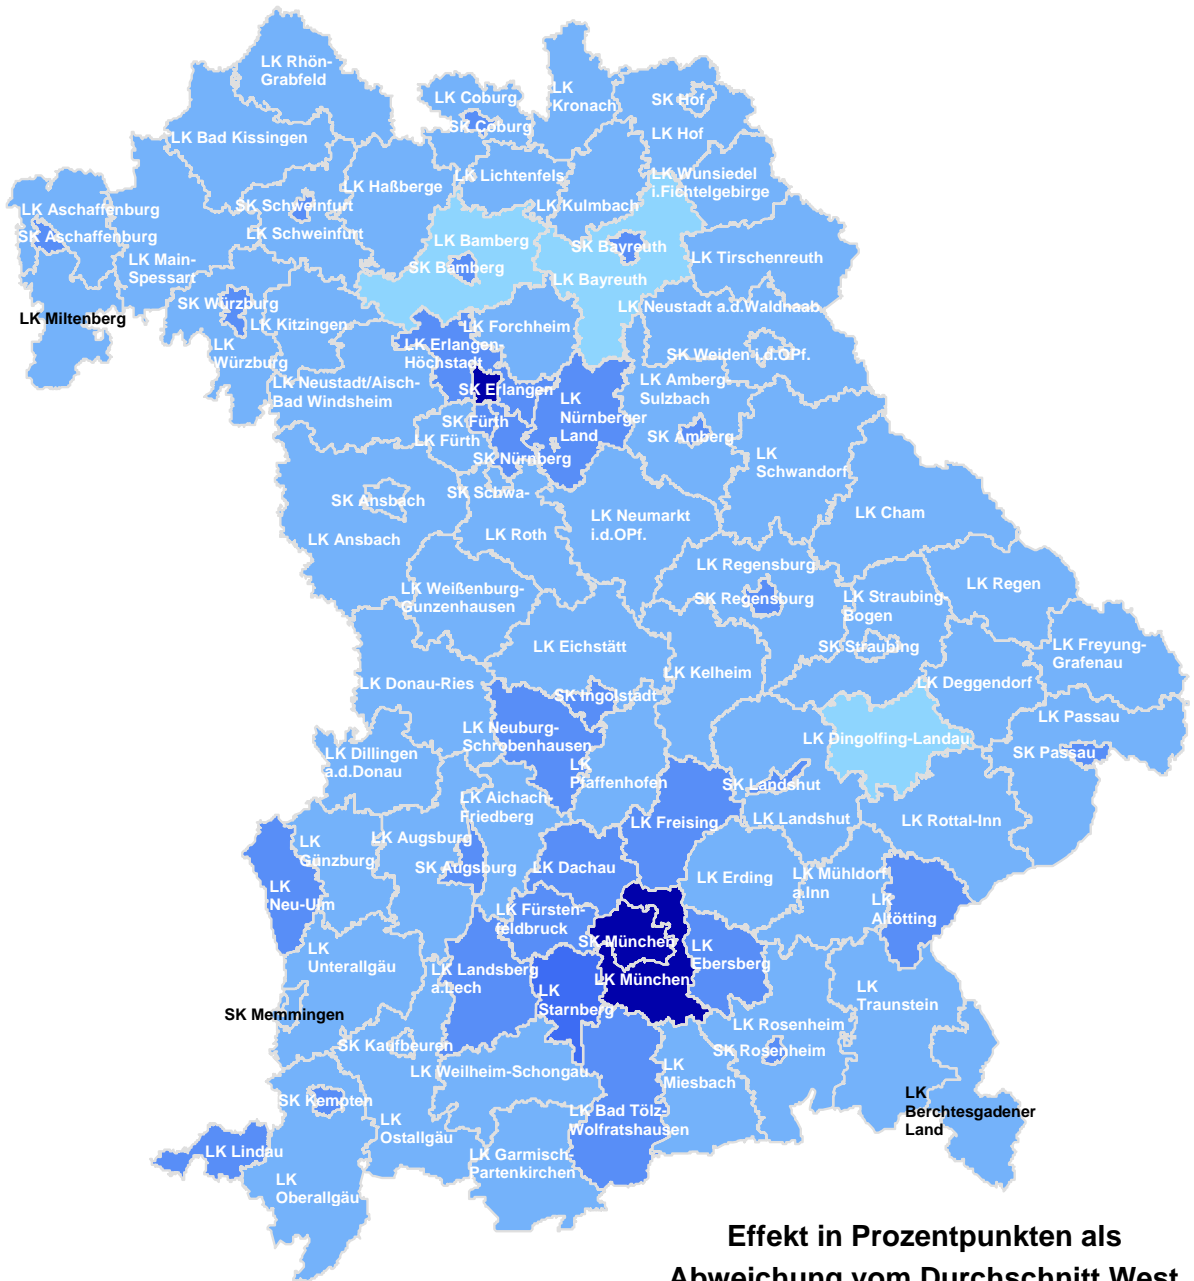 LK Rhön-
Grabfeld
LK Coburg
LK
Kronach
SK Hof
SK Coburg
LK Hof
LK Bad Kissingen
LK Haßberge
LK Lichtenfels
LK Wunsiedel
i.Fichtelgebirge
LK Aschaffenburg
SK Schweinfurt
LK Kulmbach
SK Aschaffenburg
LK Schweinfurt
LK Bamberg
SK Bayreuth
LK Main-
Spessart
SK Bamberg
LK Bayreuth
LK Tirschenreuth
SK Würzburg
LK Neustadt a.d.Waldnaab
LK Miltenberg
LK Kitzingen
LK Forchheim
LK
Würzburg
LK Erlangen-
Höchstadt
SK Weiden i.d.OPf.
LK Neustadt/Aisch-
Bad Windsheim
SK Erlangen
LK
Nürnberger
Land
LK Amberg-
Sulzbach
SK Fürth
LK Fürth
SK Amberg
SK Nürnberg
LK
Schwandorf
SK Ansbach
SK Schwa-
LK Neumarkt
i.d.OPf.
LK Cham
LK Ansbach
LK Roth
LK Regensburg
LK Weißenburg-
Gunzenhausen
SK Regensburg
LK Straubing-
Bogen
LK Regen
LK Eichstätt
SK Straubing
LK Freyung-
Grafenau
LK Donau-Ries
LK Kelheim
LK Deggendorf
SK Ingolstadt
LK Neuburg-
Schrobenhausen
LK Passau
LK Dillingen
a.d.Donau
LK Dingolfing-Landau
SK Passau
LK
Pfaffenhofen
SK Landshut
LK Aichach
Friedberg
LK Freising
LK Landshut
LK Rottal-Inn
LK
Günzburg
LK Augsburg
SK Augsburg
LK Dachau
LK Erding
LK Mühldorf
a.Inn
LK
Neu-Ulm
LK
Altötting
LK Fürsten-
feldbruck
SK München
LK
Ebersberg
LK
Unterallgäu
LK Landsberg
a.Lech
LK
Starnberg
LK München
LK
Traunstein
SK Memmingen
LK Rosenheim
SK Kaufbeuren
SK Rosenheim
LK Weilheim-Schongau
LK
Miesbach
SK Kempten
LK
Berchtesgadener
Land
LK
Ostallgäu
LK Bad Tölz-
Wolfratshausen
LK Lindau
LK Garmisch-
Partenkirchen
LK
Oberallgäu
Effekt in Prozentpunkten als
Abweichung vom Durchschnitt West